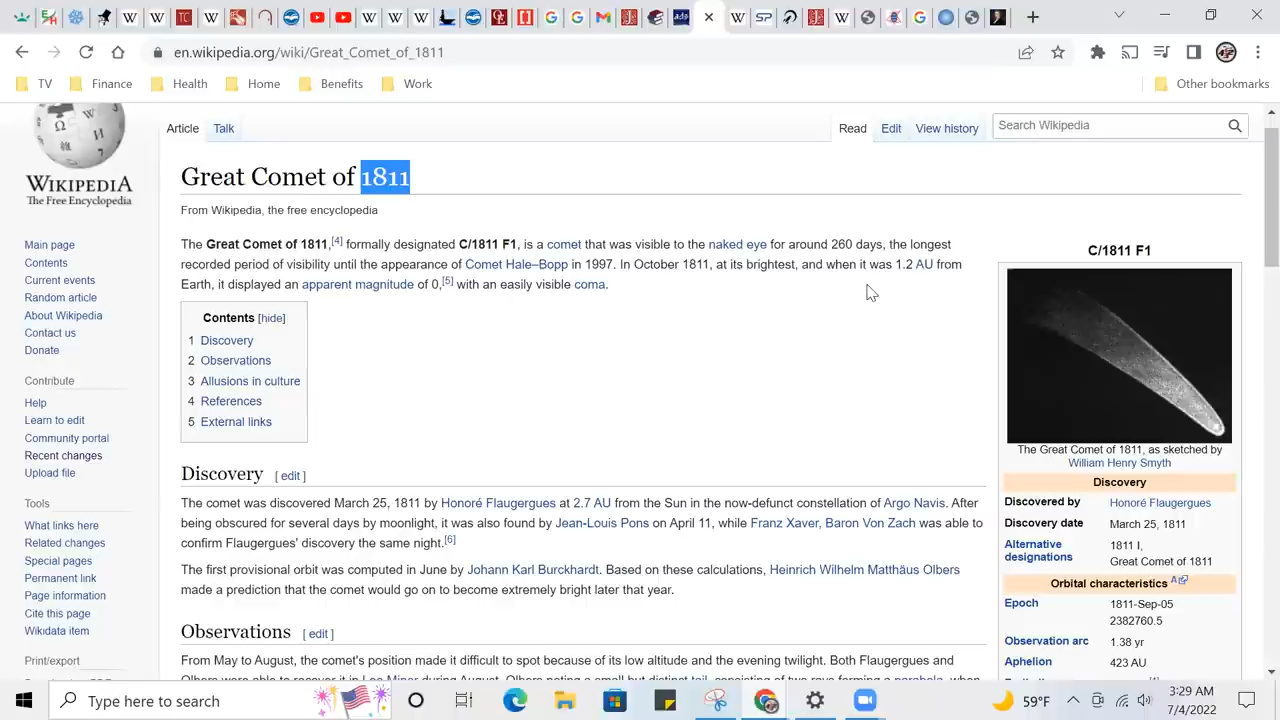 en.wikipedia.org/wiki/Great_Comet_of_1811
TV Finance Health Home Benefits Work Other bookmarks
WIKIPEDIA
The Free Encyclopedia
Main page
Contents
Current events
Random article
About Wikipedia
Contact us
Donate
Contribute
Help
Learn to edit
Community portal
Recent changes
Upload file
Tools
What links here
Related changes
Special pages
Permanent link
Page information
Cite this page
Wikidata item
Print/export
Article Talk Read Edit View history Search Wikipedia
Great Comet of 1811
From Wikipedia, the free encyclopedia
The Great Comet of 1811,[4] formally designated C/1811 F1, is a comet that was visible to the naked eye for around 260 days, the longest
recorded period of visibility until the appearance of Comet Hale–Bopp in 1997. In October 1811, at its brightest, and when it was 1.2 AU from
Earth, it displayed an apparent magnitude of 0,[5] with an easily visible coma.
Contents [hide]
1 Discovery
2 Observations
3 Allusions in culture
4 References
5 External links
Discovery [ edit ]
The comet was discovered March 25, 1811 by Honoré Flaugergues at 2.7 AU from the Sun in the now-defunct constellation of Argo Navis. After
being obscured for several days by moonlight, it was also found by Jean-Louis Pons on April 11, while Franz Xaver, Baron Von Zach was able to
confirm Flaugergues' discovery the same night.[6]
The first provisional orbit was computed in June by Johann Karl Burckhardt. Based on these calculations, Heinrich Wilhelm Matthäus Olbers
made a prediction that the comet would go on to become extremely bright later that year.
Observations [ edit ]
From May to August, the comet's position made it difficult to spot because of its low altitude and the evening twilight. Both Flaugergues and
C/1811 F1
The Great Comet of 1811, as sketched by
William Henry Smyth
Discovery
Discovered by Honoré Flaugergues
Discovery date March 25, 1811
Alternative designations 1811 I,
Great Comet of 1811
Orbital characteristics A
Epoch 1811-Sep-05
2382760.5
Observation arc 1.38 yr
Aphelion 423 AU
Type here to search
59°F
3:29 AM
7/4/2022